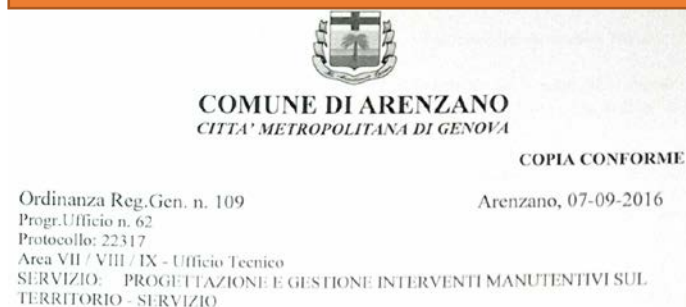 COMUNE DI ARENZANO
CITTA' METROPOLITANA DI GENOVA
COPIA CONFORME
Ordinanza Reg.Gen. n. 109
Arenzano, 07-09-2016
Progr.Ufficio n. 62
Protocollo: 22317
Area VII / VIII / IX - Ufficio Tecnico
SERVIZIO: PROGETTAZIONE E GESTIONE INTERVENTI MANUTENTIVI SUL
TERRITORIO - SERVIZIO